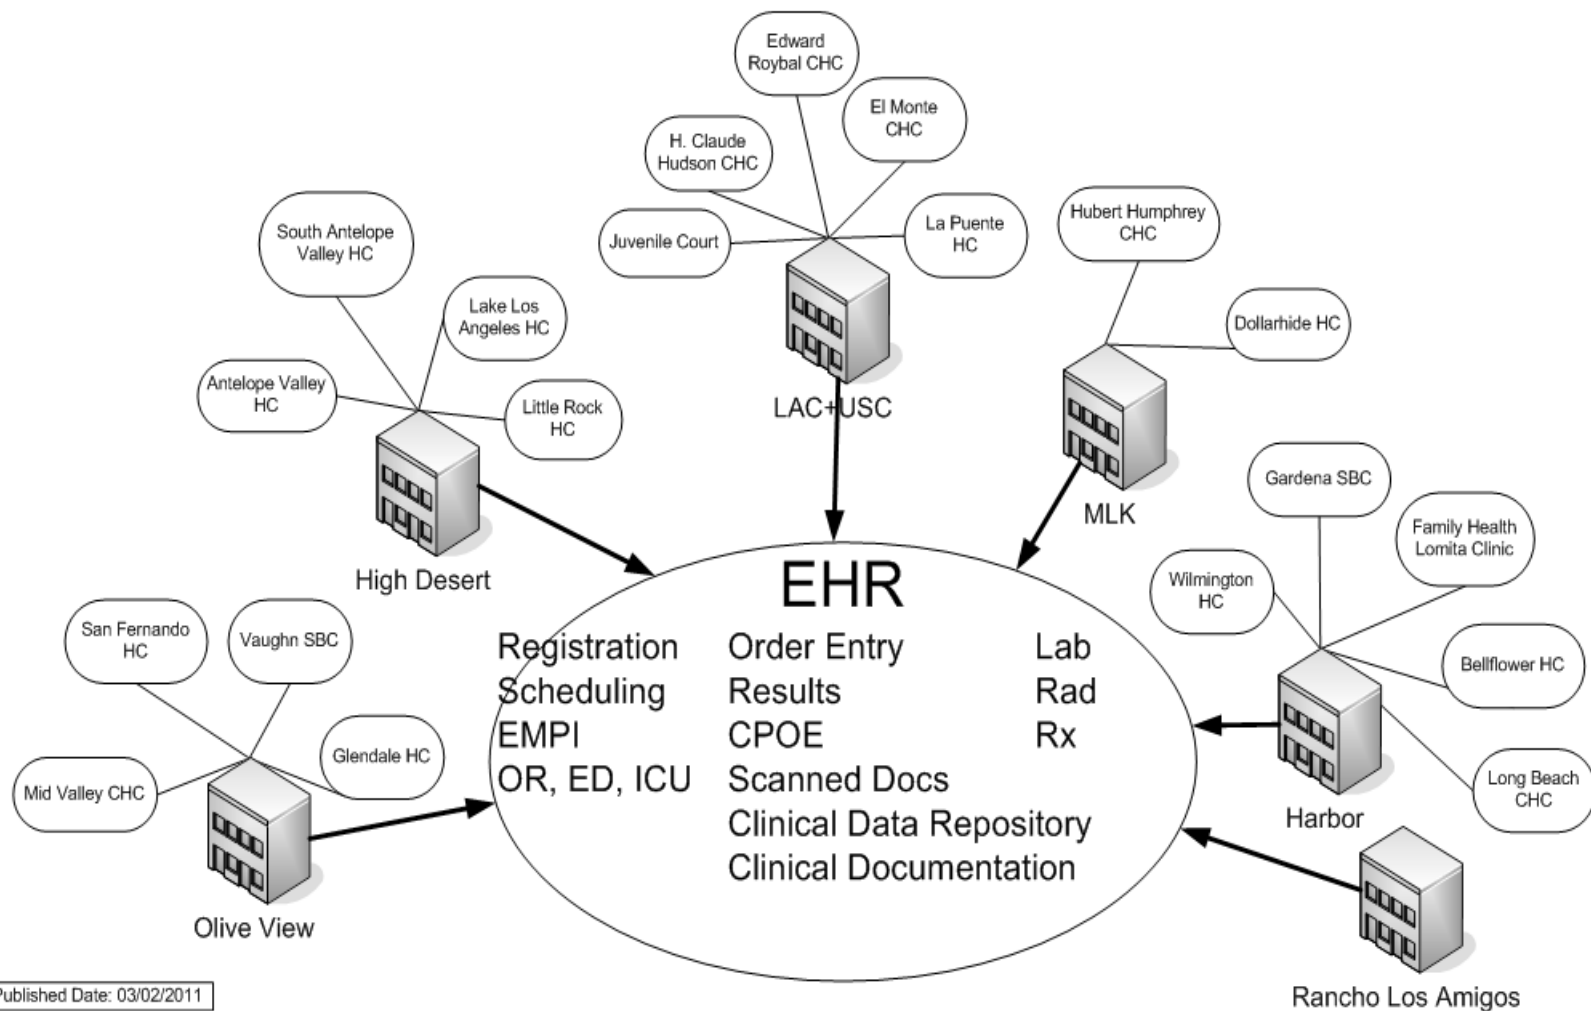 Edward
Roybal CHC
El Monte
CHC
H. Claude
Hudson CHC
Juvenile Court
La Puente
HC
LAC+USC
Hubert Humphrey
CHC
Dollarhide HC
MLK
South Antelope
Valley HC
Lake Los
Angeles HC
Antelope Valley
HC
Little Rock
HC
High Desert
Gardena SBC
Family Health
Lomita Clinic
Wilmington
HC
Bellflower HC
Long Beach
CHC
Harbor
San Fernando
HC
Vaughn SBC
Glendale HC
Mid Valley CHC
Olive View
EHR
Registration
Scheduling
EMPI
OR, ED, ICU
Order Entry
Results
CPOE
Scanned Docs
Clinical Data Repository
Clinical Documentation
Lab
Rad
Rx
Rancho Los Amigos
Published Date: 03/02/2011